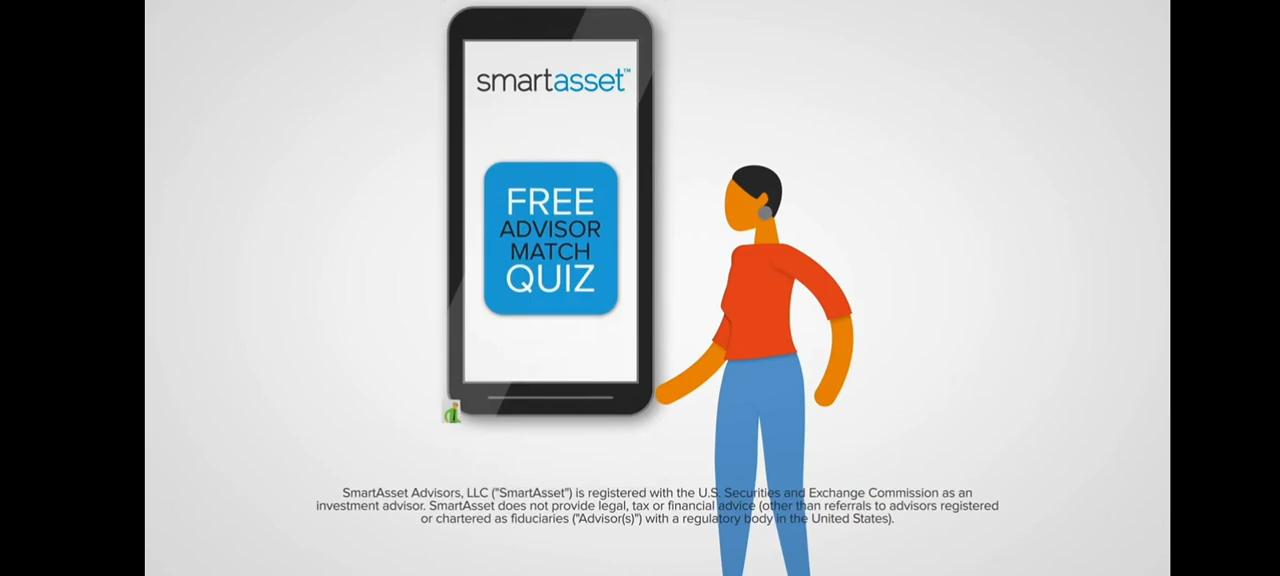 smartasset™
FREE
ADVISOR
MATCH
QUIZ
SmartAsset Advisors, LLC ("SmartAsset") is registered with the U.S. Securities and Exchange Commission as an
investment advisor. SmartAsset does not provide legal, tax or financial advice (other than referrals to advisors registered
or chartered as fiduciaries ("Advisor(s)") with a regulatory body in the United States).